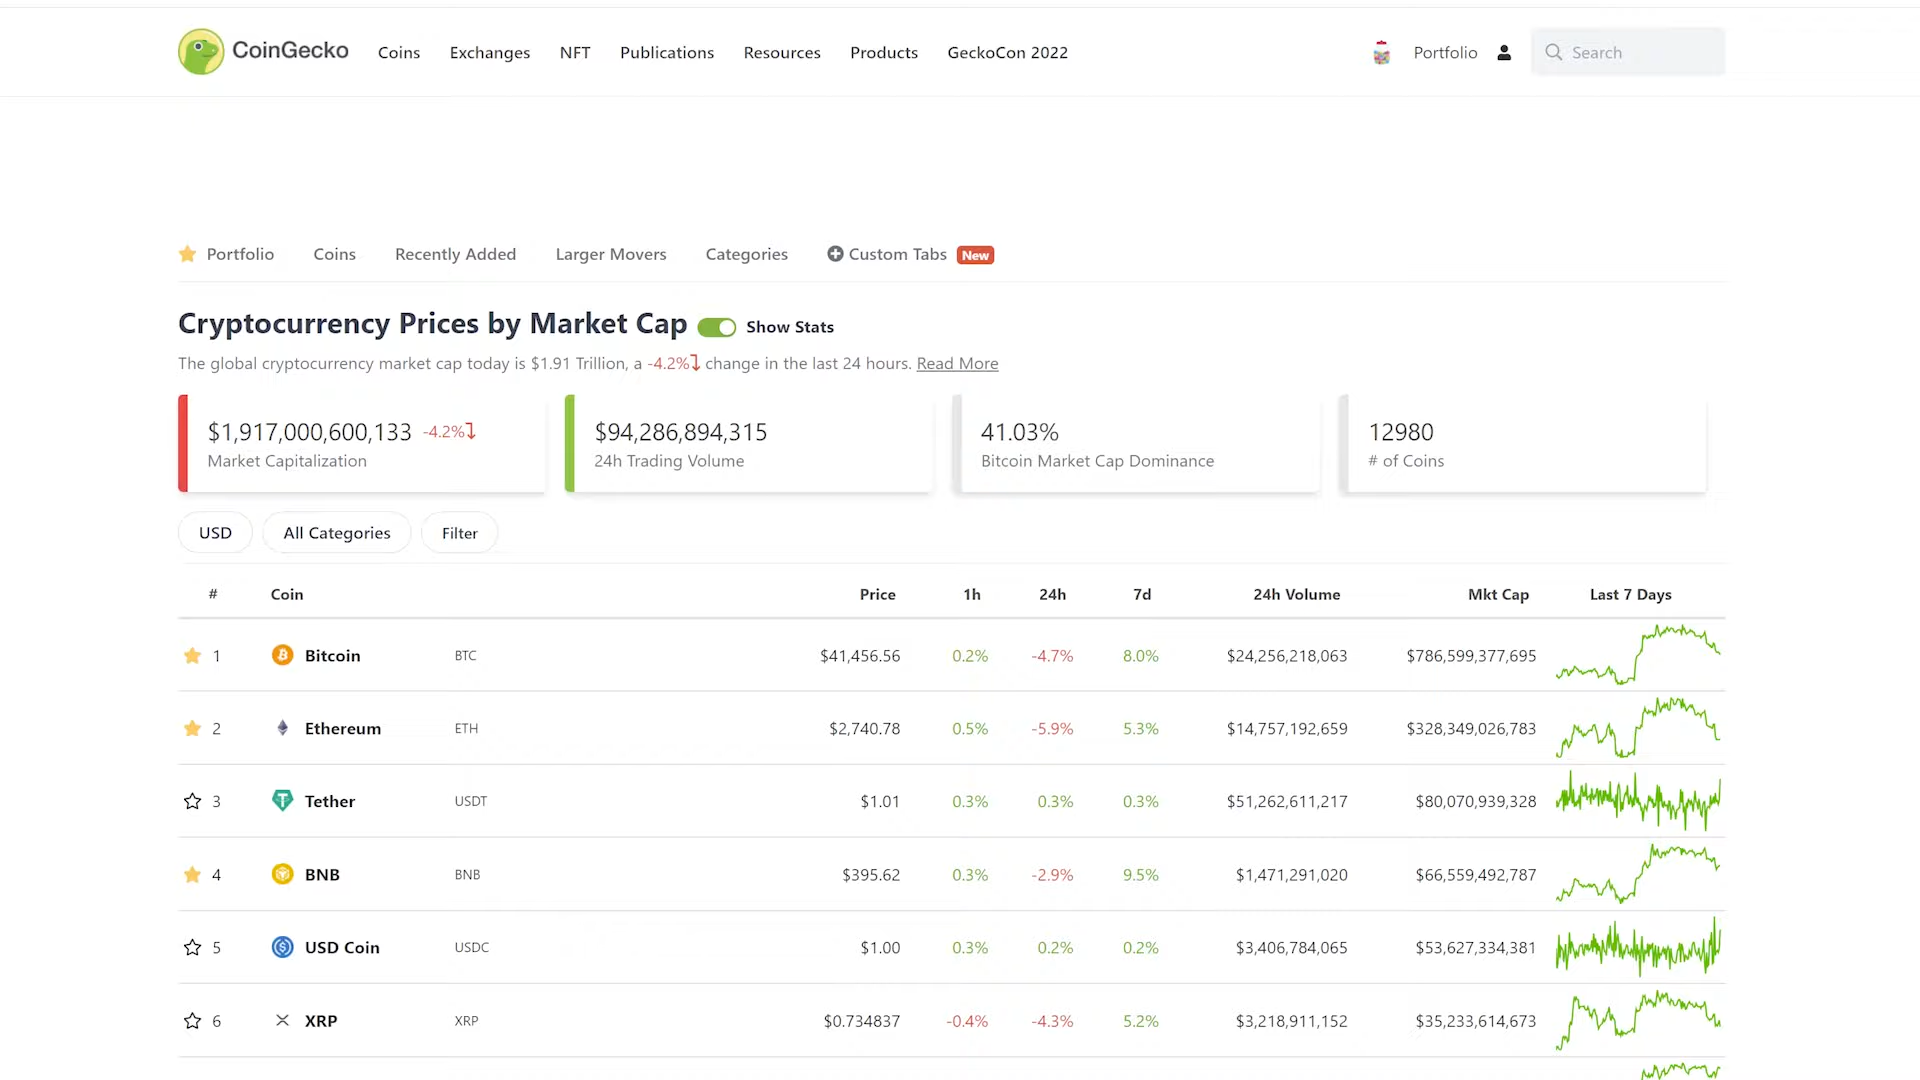 CoinGecko Coins Exchanges NFT Publications Resources Products GeckoCon 2022 Portfolio Search
Portfolio Coins Recently Added Larger Movers Categories Custom Tabs New
Cryptocurrency Prices by Market Cap Show Stats
The global cryptocurrency market cap today is $1.91 Trillion, a -4.2% change in the last 24 hours. Read More
$1,917,000,600,133 -4.2% $94,286,894,315 41.03% 12980
Market Capitalization 24h Trading Volume Bitcoin Market Cap Dominance # of Coins
USD All Categories Filter
# Coin Price 1h 24h 7d 24h Volume Mkt Cap Last 7 Days
1 Bitcoin BTC $41,456.56 0.2% -4.7% 8.0% $24,256,218,063 $786,599,377,695
2 Ethereum ETH $2,740.78 0.5% -5.9% 5.3% $14,757,192,659 $328,349,026,783
3 Tether USDT $1.01 0.3% 0.3% 0.3% $51,262,611,217 $80,070,939,328
4 BNB BNB $395.62 0.3% -2.9% 9.5% $1,471,291,020 $66,559,492,787
5 USD Coin USDC $1.00 0.3% 0.2% 0.2% $3,406,784,065 $53,627,334,381
6 XRP XRP $0.734837 -0.4% -4.3% 5.2% $3,218,911,152 $35,233,614,673